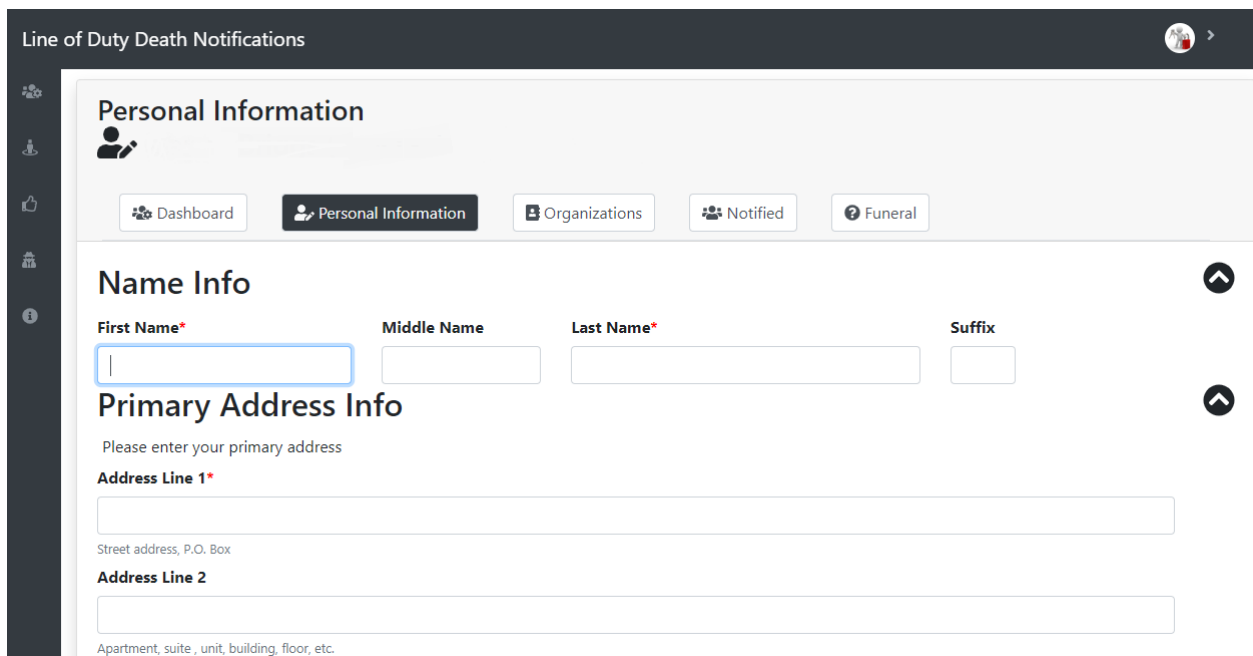 Line of Duty Death Notifications
Personal Information
Dashboard Personal Information Organizations Notified Funeral
Name Info
First Name* Middle Name Last Name* Suffix
Primary Address Info
Please enter your primary address
Address Line 1*
Street address, P.O. Box
Address Line 2
Apartment, suite , unit, building, floor, etc.